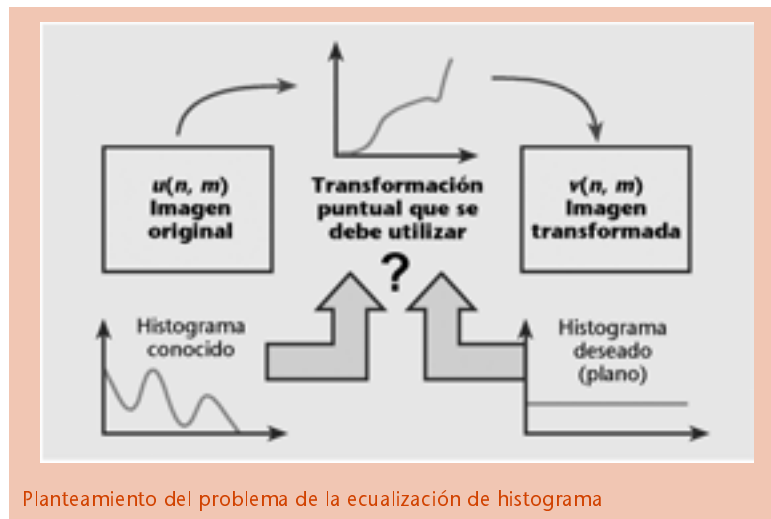 u(n, m)
Imagen
original
Transformación
puntual que se
debe utilizar
?
v(n, m)
Imagen
transformada
Histograma
conocido
Histograma
deseado
(plano)
Planteamiento del problema de la ecualización de histograma